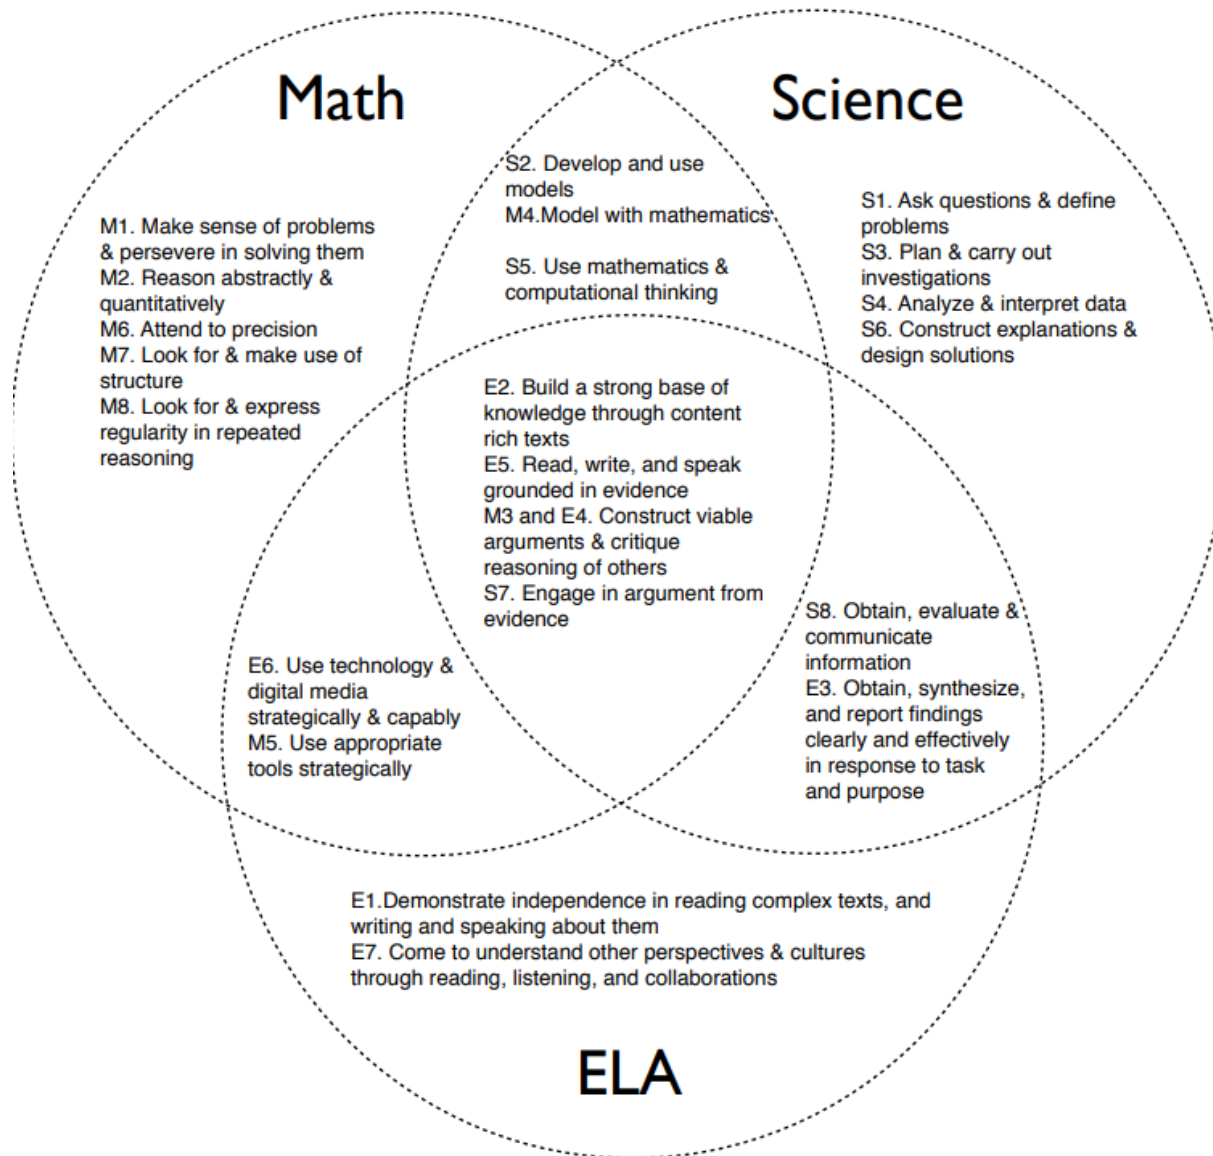 Math
Science
S2. Develop and use
models
M4.Model with mathematics
S5. Use mathematics &
computational thinking
M1. Make sense of problems
& persevere in solving them
M2. Reason abstractly &
quantitatively
M6. Attend to precision
M7. Look for & make use of
structure
M8. Look for & express
regularity in repeated
reasoning
S1. Ask questions & define
problems
S3. Plan & carry out
investigations
S4. Analyze & interpret data
S6. Construct explanations &
design solutions
E2. Build a strong base of
knowledge through content
rich texts
E5. Read, write, and speak
grounded in evidence
M3 and E4. Construct viable
arguments & critique
reasoning of others
S7. Engage in argument from
evidence
E6. Use technology &
digital media
strategically & capably
M5. Use appropriate
tools strategically
S8. Obtain, evaluate &
communicate
information
E3. Obtain, synthesize,
and report findings
clearly and effectively
in response to task
and purpose
E1.Demonstrate independence in reading complex texts, and
writing and speaking about them
E7. Come to understand other perspectives & cultures
through reading, listening, and collaborations
ELA